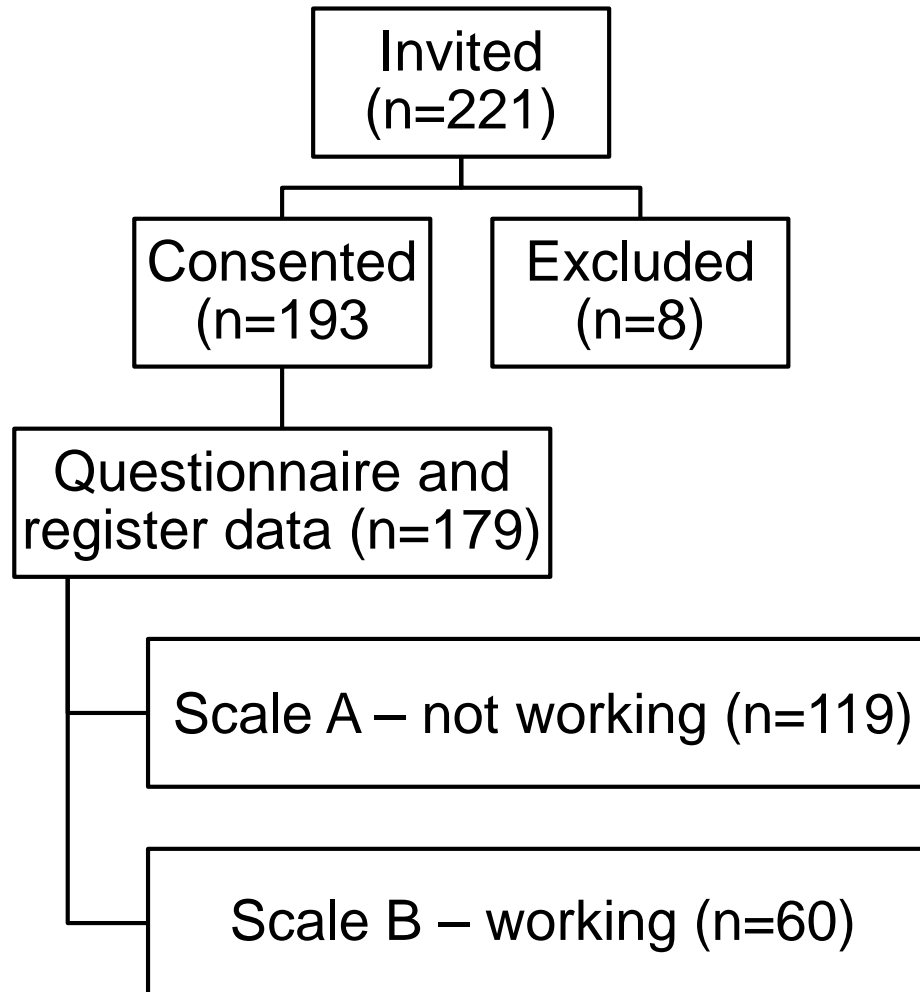 Invited
(n=221)
Consented
(n=193
Excluded
(n=8)
Questionnaire and
register data (n=179)
Scale A – not working (n=119)
Scale B – working (n=60)